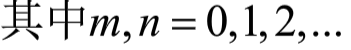 其中m,n = 0,1,2,...